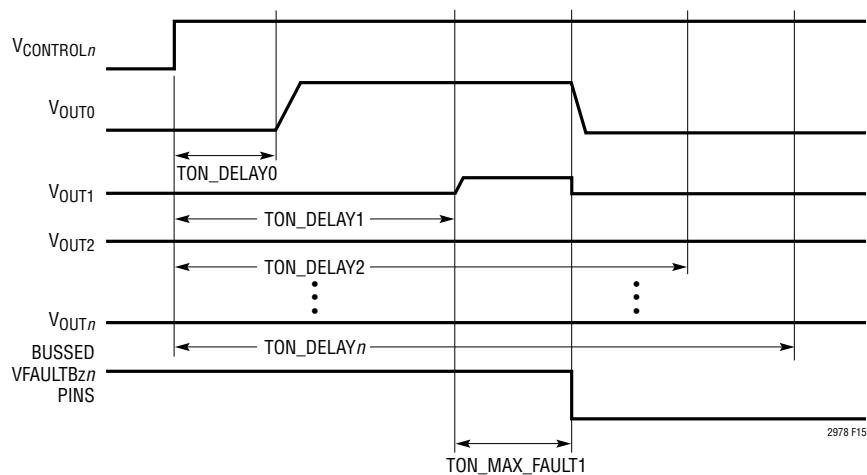 VCONTROLn
VOUT0
TON_DELAY0
VOUT1
TON_DELAY1
VOUT2
TON_DELAY2
VOUTn
TON_DELAYn
BUSSED
VFAULTBzn
PINS
TON_MAX_FAULT1
2978 F15